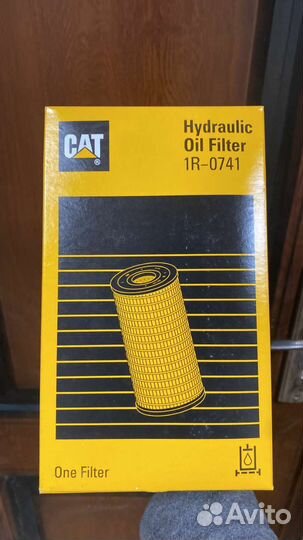 CAT
®
Hydraulic
Oil Filter
1R-0741
One Filter
Avito